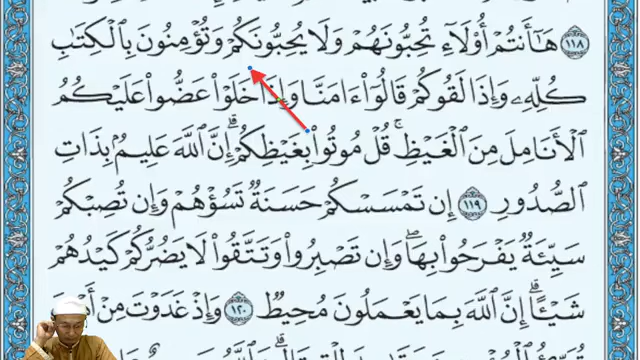 ١١٨ هَٰٓأَنتُمْ أُو۟لَآءِ تُحِبُّونَهُمْ وَلَا يُحِبُّونَكُمْ وَتُؤْمِنُونَ بِٱلْكِتَٰبِ
كُلِّهِۦ وَإِذَا لَقُوكُمْ قَالُوٓا۟ ءَامَنَّا وَإِذَا خَلَوْا۟ عَضُّوا۟ عَلَيْكُمُ
ٱلْأَنَامِلَ مِنَ ٱلْغَيْظِ ۚ قُلْ مُوتُوا۟ بِغَيْظِكُمْ ۗ إِنَّ ٱللَّهَ عَلِيمٌۢ بِذَاتِ
ٱلصُّدُورِ ١١٩ إِن تَمْسَسْكُمْ حَسَنَةٌ تَسُؤْهُمْ وَإِن تُصِبْكُمْ
سَيِّئَةٌ يَفْرَحُوا۟ بِهَا ۖ وَإِن تَصْبِرُوا۟ وَتَتَّقُوا۟ لَا يَضُرُّكُمْ كَيْدُهُمْ
شَيْـًٔا ۗ إِنَّ ٱللَّهَ بِمَا يَعْمَلُونَ مُحِيطٌ ١٢٠ وَإِذْ غَدَوْتَ مِنْ